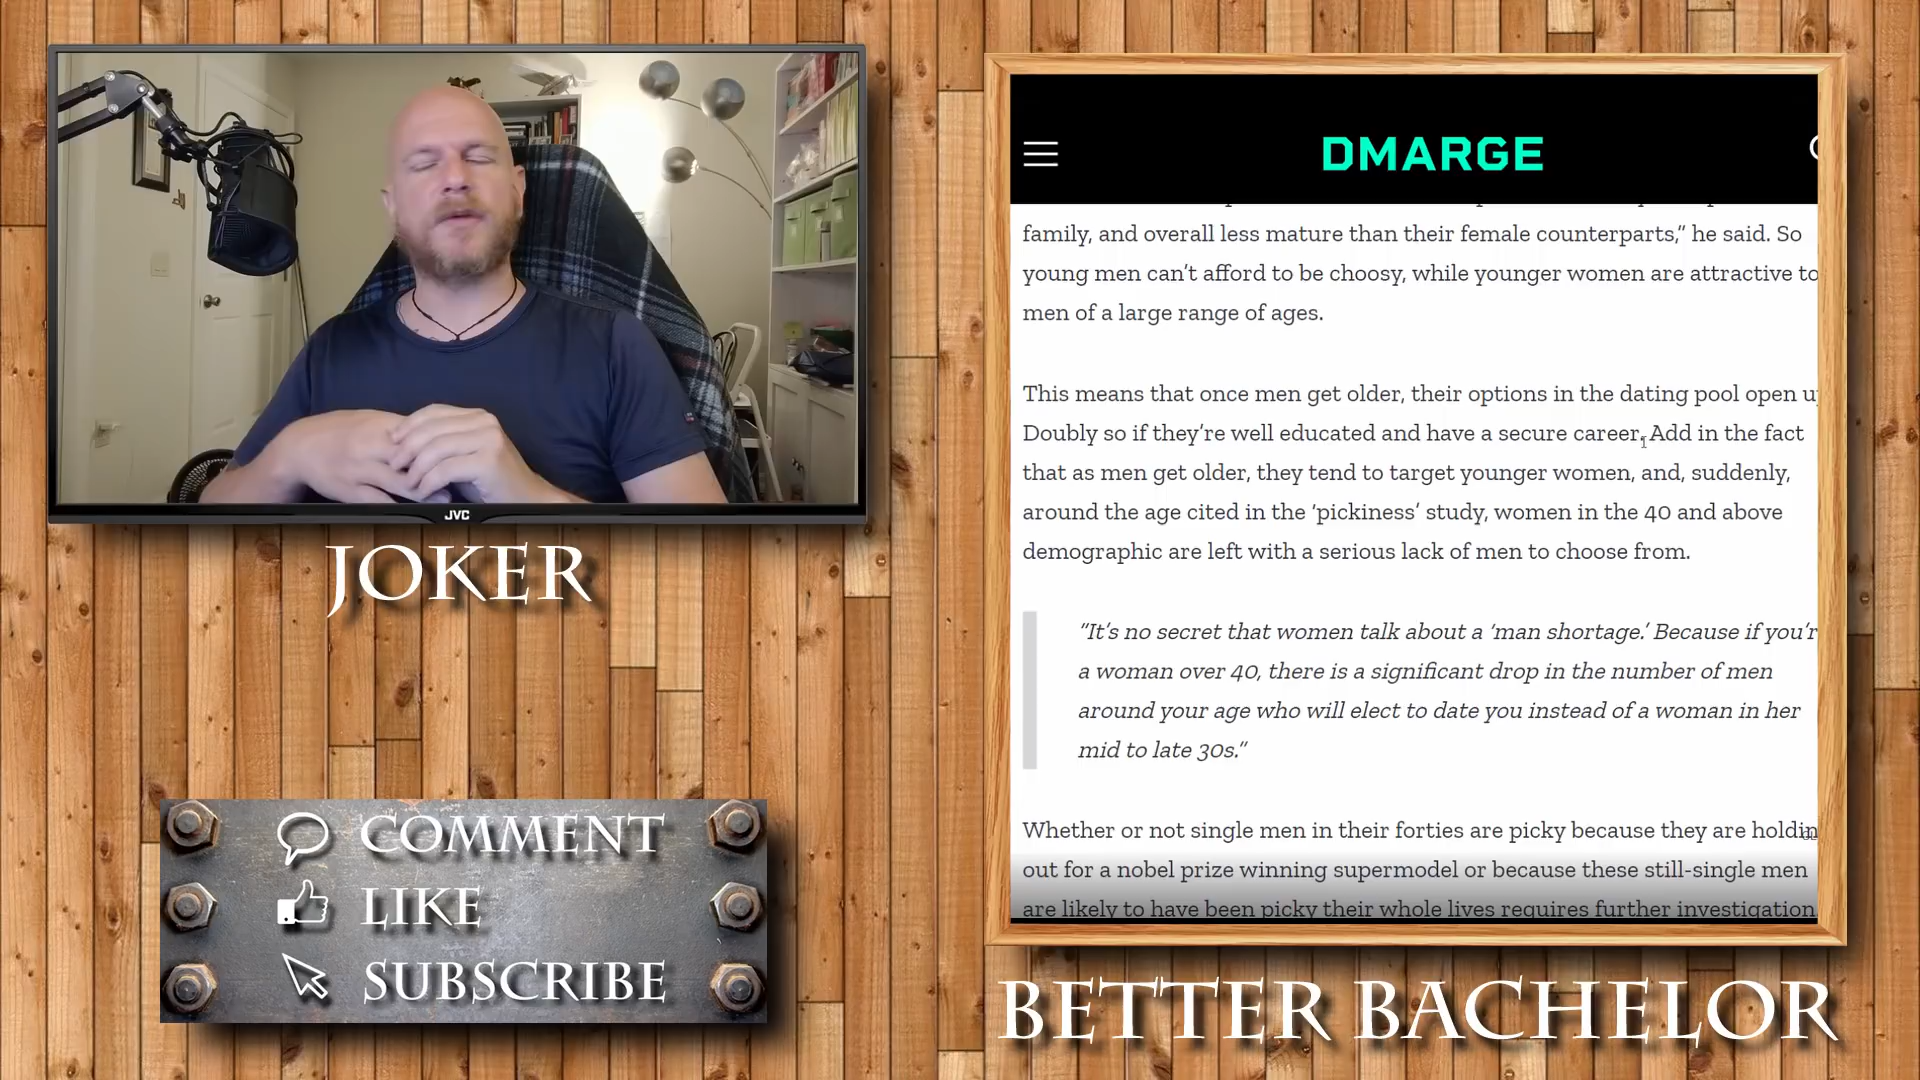 JVC
JOKER
COMMENT
LIKE
SUBSCRIBE
DMARGE
family, and overall less mature than their female counterparts,” he said. So
young men can’t afford to be choosy, while younger women are attractive to
men of a large range of ages.
This means that once men get older, their options in the dating pool open u
Doubly so if they’re well educated and have a secure career. Add in the fact
that as men get older, they tend to target younger women, and, suddenly,
around the age cited in the ‘pickiness’ study, women in the 40 and above
demographic are left with a serious lack of men to choose from.
“It’s no secret that women talk about a ‘man shortage.’ Because if you’r
a woman over 40, there is a significant drop in the number of men
around your age who will elect to date you instead of a woman in her
mid to late 30s.”
Whether or not single men in their forties are picky because they are holdin
out for a nobel prize winning supermodel or because these still-single men
are likely to have been picky their whole lives requires further investigation.
BETTER BACHELOR